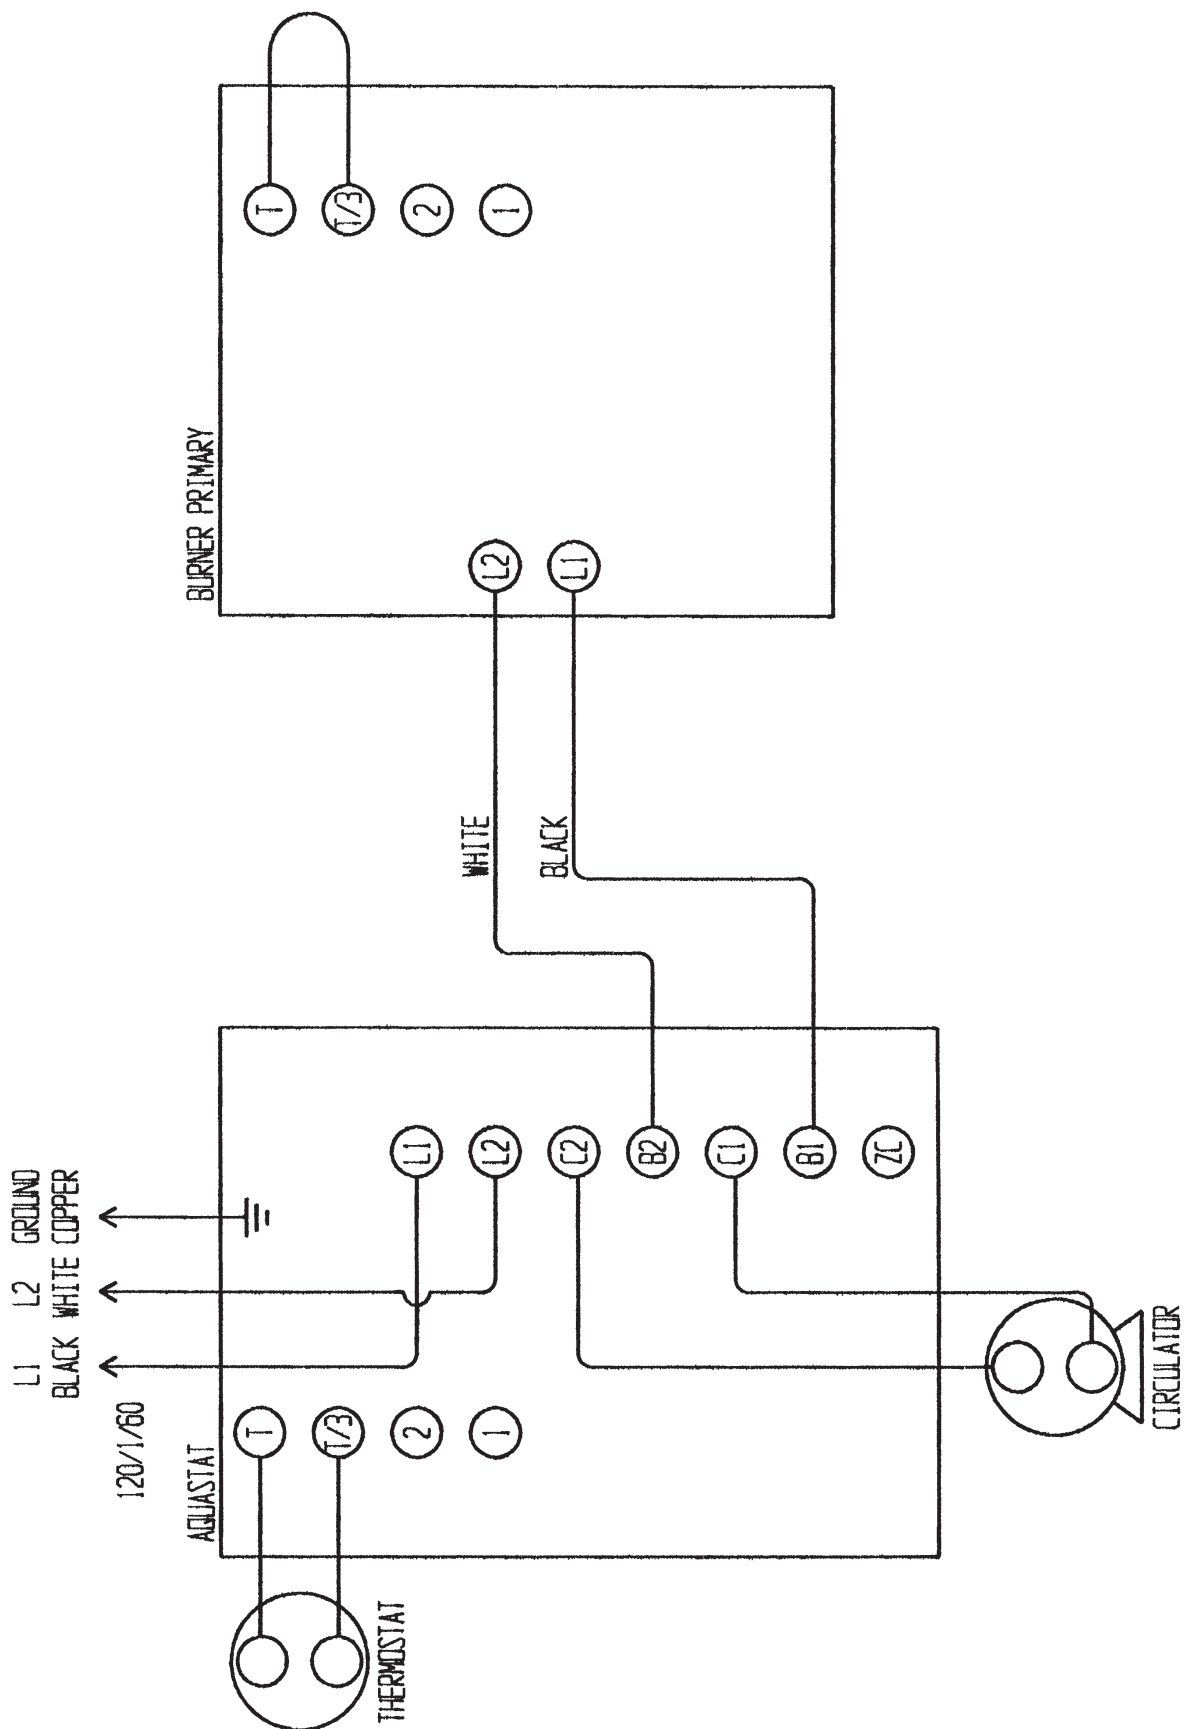 L1 L2 GROUND
BLACK WHITE COPPER
120/1/60
AQUASTAT
T
T/3
2
1
L1
L2
C2
B2
C1
B1
ZC
THERMOSTAT
CIRCULATOR
WHITE
BLACK
BURNER PRIMARY
L2
L1
T
T/3
2
1